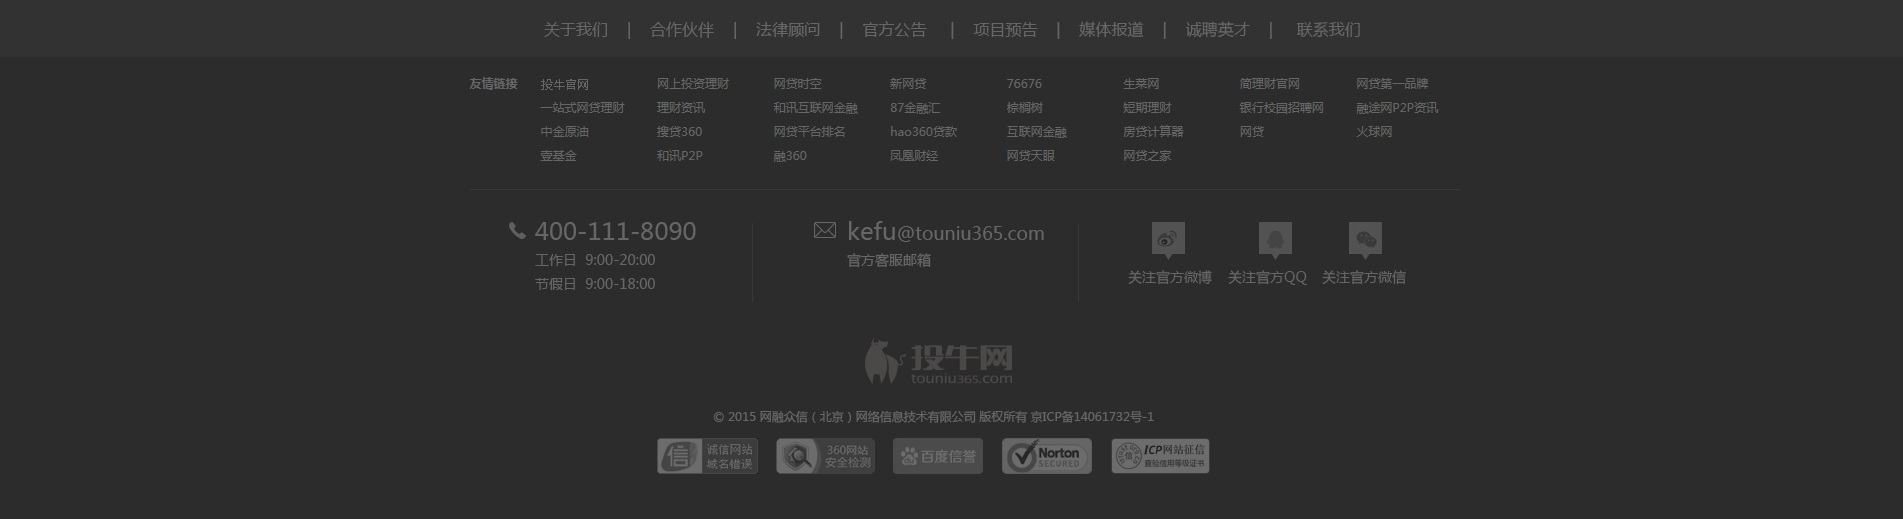 关于我们 | 合作伙伴 | 法律顾问 | 官方公告 | 项目预告 | 媒体报道 | 诚聘英才 | 联系我们
友情链接 投牛官网 网上投资理财 网贷时空 新网贷 76676 生菜网 简理财官网 网贷第一品牌
一站式网贷理财 理财资讯 和讯互联网金融 87金融汇 棕榈树 短期理财 银行校园招聘网 融途网P2P资讯
中金原油 搜贷360 网贷平台排名 hao360贷款 互联网金融 房贷计算器 网贷 火球网
壹基金 和讯P2P 融360 凤凰财经 网贷天眼 网贷之家
400-111-8090 kefu@touniu365.com
工作日 9:00-20:00 官方客服邮箱
节假日 9:00-18:00
关注官方微博 关注官方QQ 关注官方微信
投牛网
touniu365.com
© 2015 网融众信（北京）网络信息技术有限公司 版权所有 京ICP备14061732号-1
信 诚信网站 360网站 百度信誉 Norton ICP网站征信
域名错误 安全检测 SECURED 查验信用等级证书